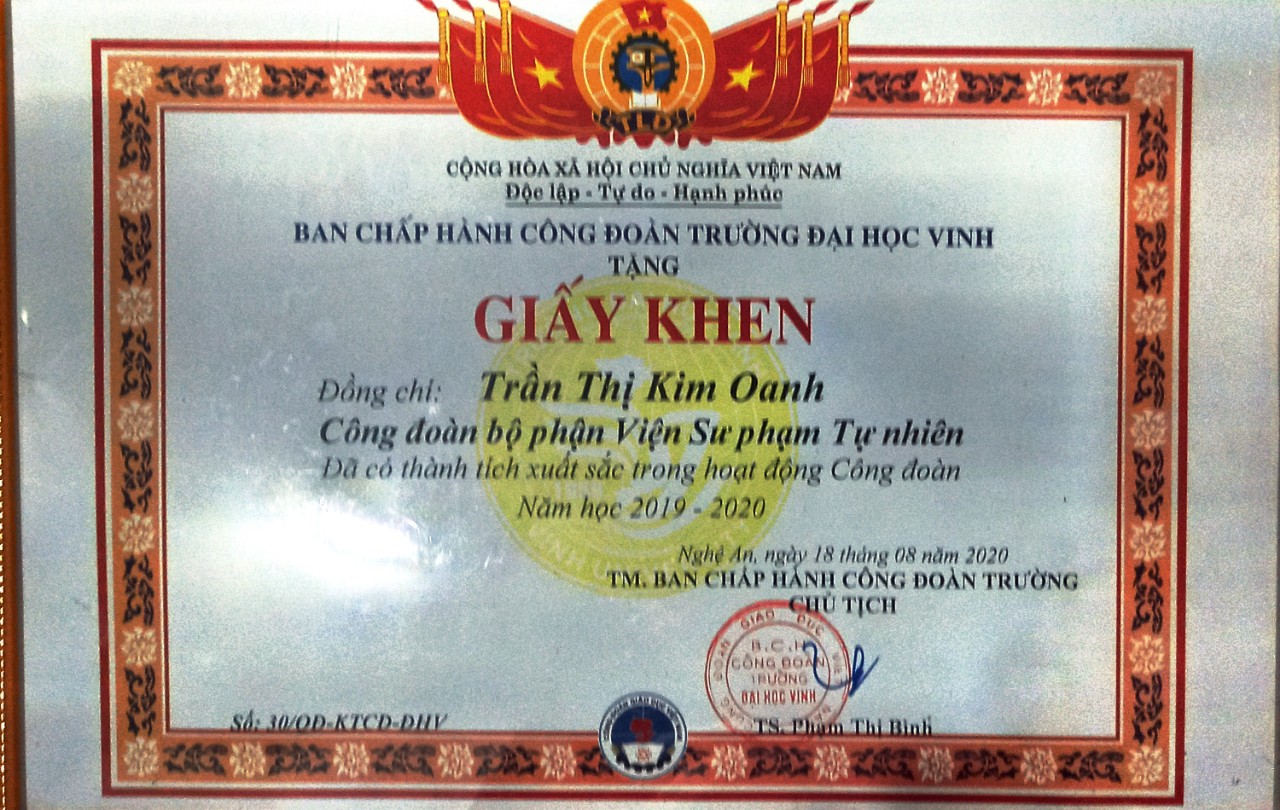 TLĐ
CỘNG HÒA XÃ HỘI CHỦ NGHĨA VIỆT NAM
Độc lập - Tự do - Hạnh phúc
BAN CHẤP HÀNH CÔNG ĐOÀN TRƯỜNG ĐẠI HỌC VINH
TẶNG
GIẤY KHEN
Đồng chí: Trần Thị Kim Oanh
Công đoàn bộ phận Viện Sư phạm Tự nhiên
Đã có thành tích xuất sắc trong hoạt động Công đoàn
Năm học 2019 - 2020
Nghệ An, ngày 18 tháng 08 năm 2020
TM. BAN CHẤP HÀNH CÔNG ĐOÀN TRƯỜNG
CHỦ TỊCH
GIÁO DỤC
B.C.H
CÔNG ĐOÀN
TRƯỜNG
ĐẠI HỌC VINH
Số: 30/QĐ-KTCĐ-ĐHV
TS. Phạm Thị Bình